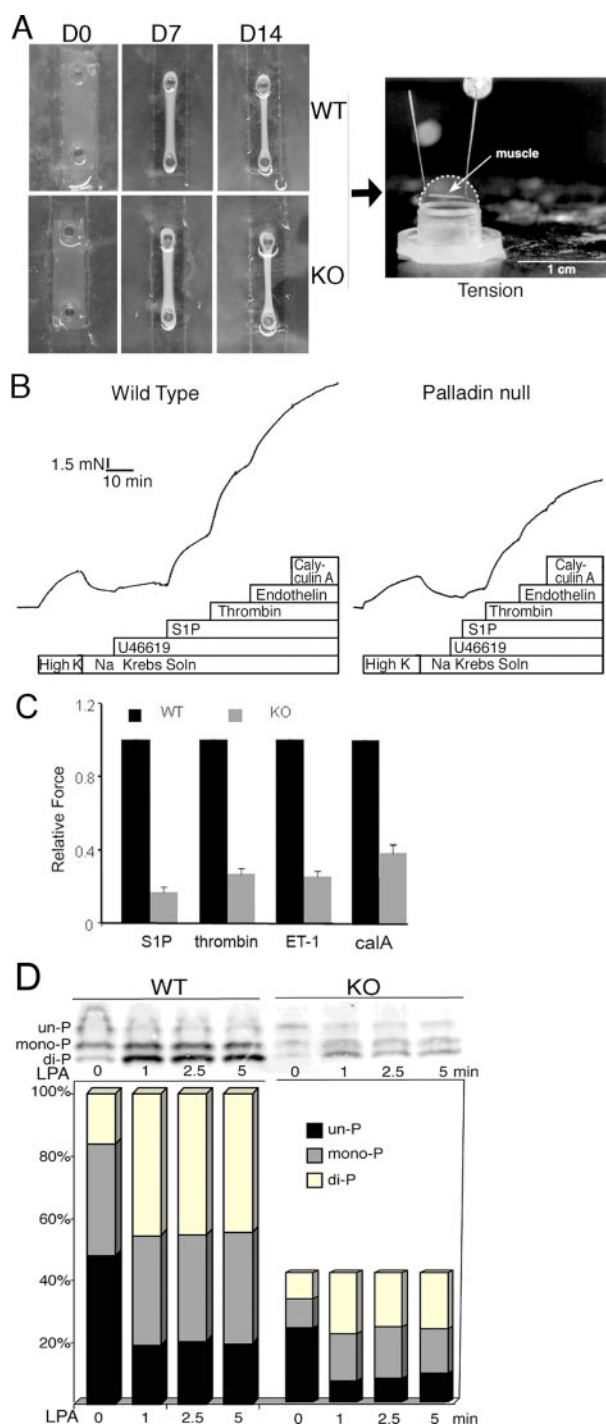 A
D0 D7 D14
WT
KO
muscle
1 cm
Tension
B
Wild Type Palladin null
1.5 mN
10 min
Caly-
culin A
Endothelin
Thrombin
S1P
U46619
High K Na Krebs Soln
Caly-
culin A
Endothelin
Thrombin
S1P
U46619
High K Na Krebs Soln
C
1.2
WT KO
0.8
0.4
0
Relative Force
S1P thrombin ET-1 calA
D
WT KO
un-P
mono-P
di-P
LPA 0 1 2.5 5 0 1 2.5 5 min
100%
80%
60%
40%
20%
un-P
mono-P
di-P
LPA 0 1 2.5 5 0 1 2.5 5 min